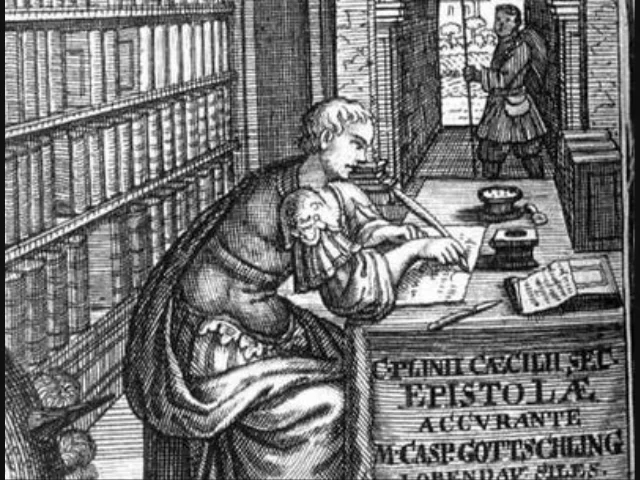 C·PLINII CÆCILII SEC·
EPISTOLÆ
ACCVRANTE
M·CASP·GOTTSCHLING
LOBENDAV· SILES·